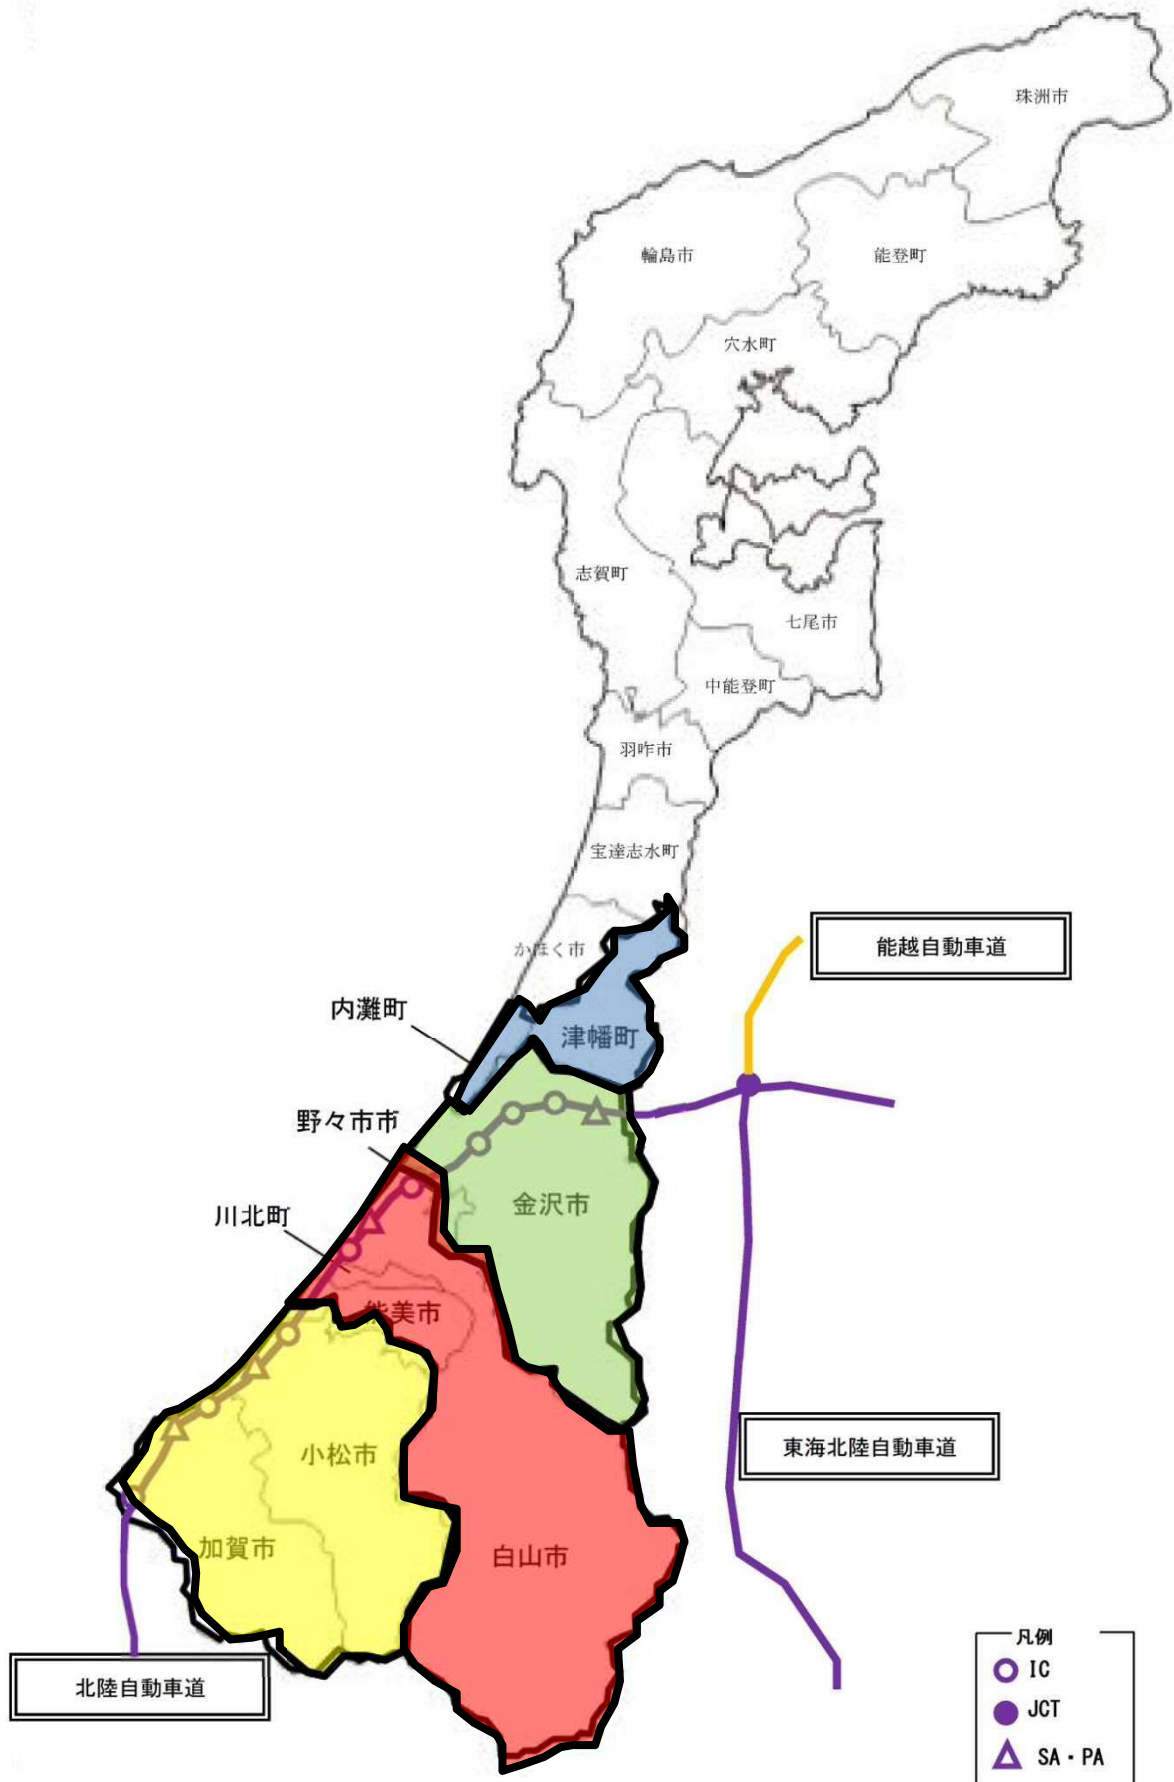 珠洲市
輪島市
能登町
穴水町
志賀町
七尾市
中能登町
羽咋市
宝達志水町
かほく市
能越自動車道
内灘町
津幡町
野々市市
金沢市
川北町
能美市
東海北陸自動車道
小松市
加賀市
白山市
北陸自動車道
凡例
IC
JCT
SA・PA